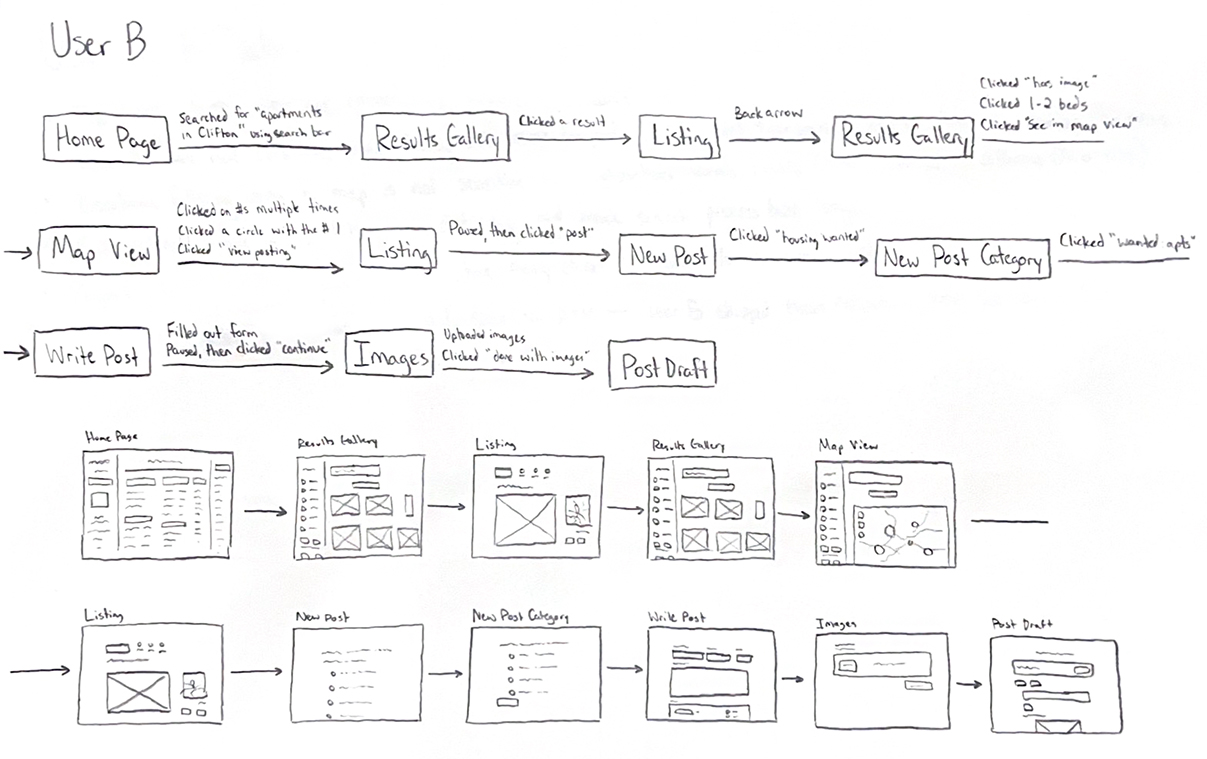 User B
Home Page
Searched for "apartments
in Clifton" using search bar
Results Gallery
Clicked a result
Listing
Back arrow
Results Gallery
Clicked "has image"
Clicked 1-2 beds
Clicked "See in map view"
Map View
Clicked on #s multiple times
Clicked a circle with the # 1
Clicked "view posting"
Listing
Paused, then clicked "post"
New Post
Clicked "housing wanted"
New Post Category
Clicked "wanted apts"
Write Post
Filled out form
Paused, then clicked "continue"
Images
Uploaded images
Clicked "done with images"
Post Draft
Home Page
Results Gallery
Listing
Results Gallery
Map View
Listing
New Post
New Post Category
Write Post
Images
Post Draft